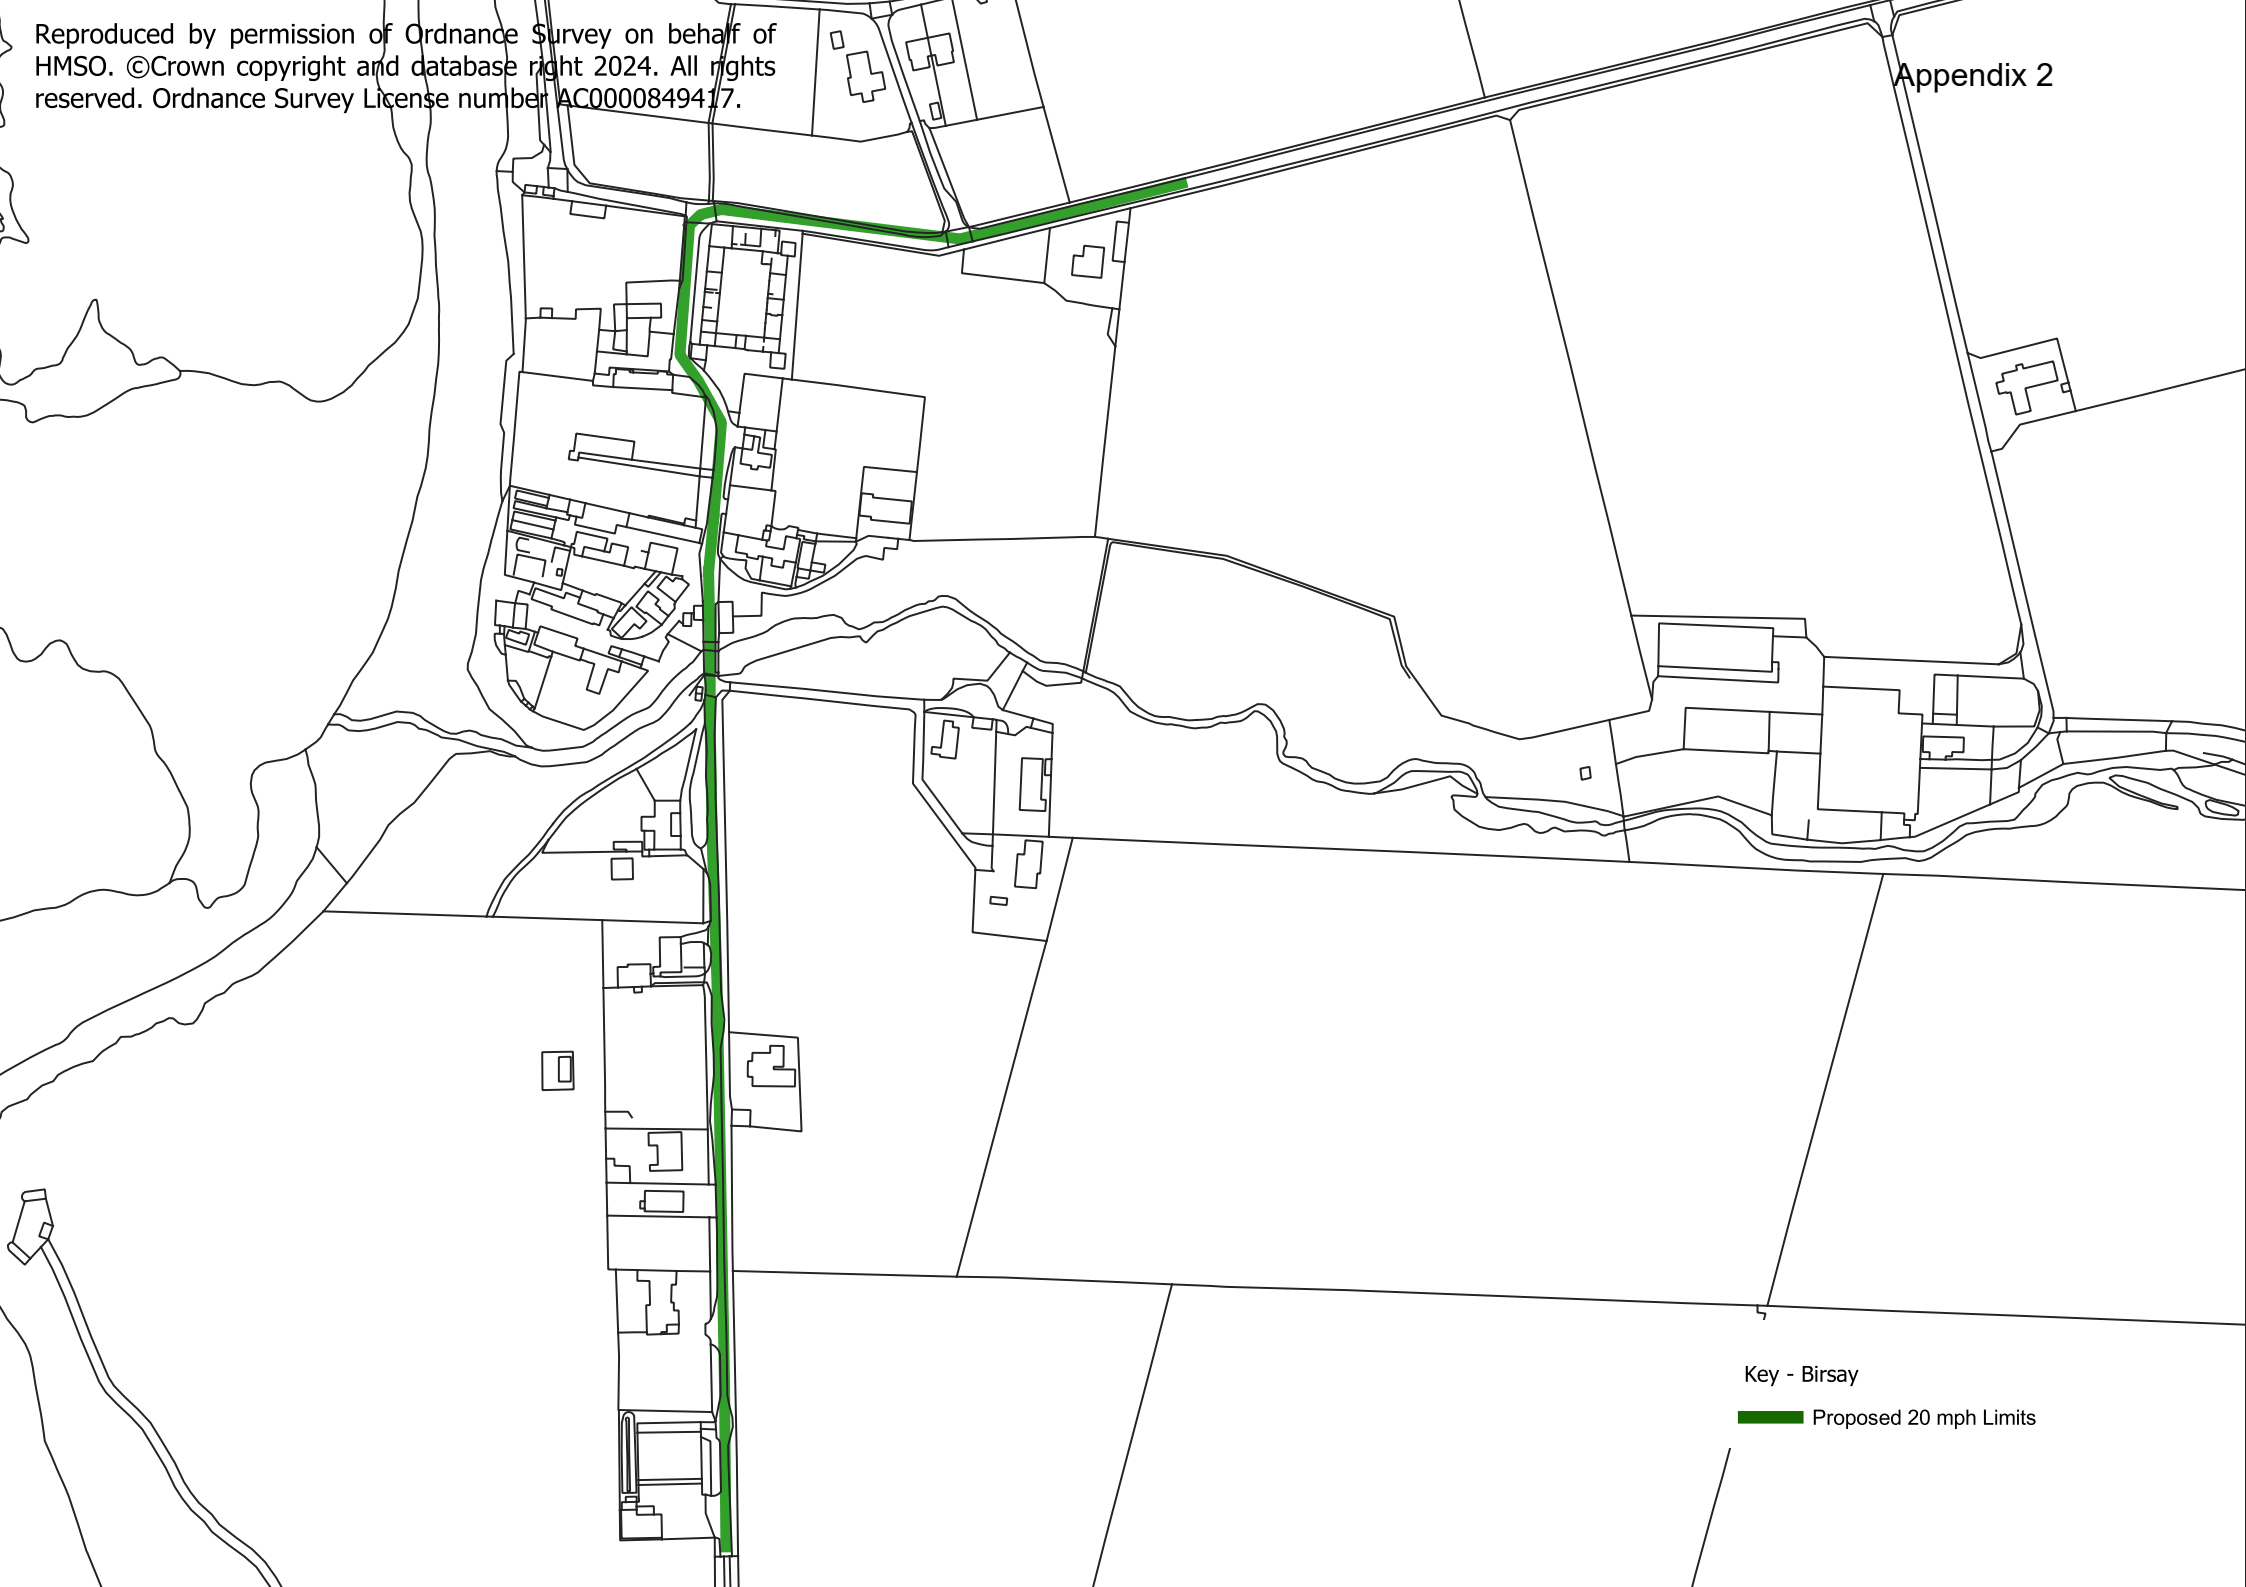 Reproduced by permission of Ordnance Survey on behalf of
HMSO. ©Crown copyright and database right 2024. All rights
reserved. Ordnance Survey License number AC0000849417.
Appendix 2
Key - Birsay
Proposed 20 mph Limits